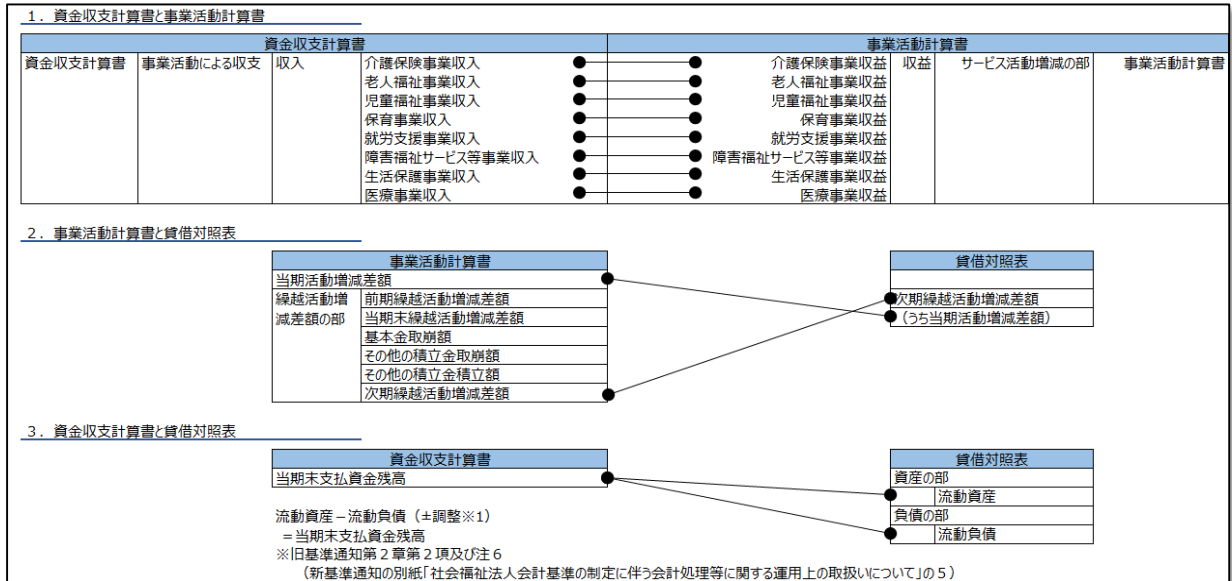 1．資金収支計算書と事業活動計算書
資金収支計算書 事業活動計算書
資金収支計算書 事業活動による収支 収入 介護保険事業収入 介護保険事業収益 収益 サービス活動増減の部 事業活動計算書
老人福祉事業収入 老人福祉事業収益
児童福祉事業収入 児童福祉事業収益
保育事業収入 保育事業収益
就労支援事業収入 就労支援事業収益
障害福祉サービス等事業収入 障害福祉サービス等事業収益
生活保護事業収入 生活保護事業収益
医療事業収入 医療事業収益
2．事業活動計算書と貸借対照表
事業活動計算書 貸借対照表
当期活動増減差額
繰越活動増 前期繰越活動増減差額 次期繰越活動増減差額
減差額の部 当期末繰越活動増減差額 （うち当期活動増減差額）
基本金取崩額
その他の積立金取崩額
その他の積立金積立額
次期繰越活動増減差額
3．資金収支計算書と貸借対照表
資金収支計算書 貸借対照表
当期末支払資金残高 資産の部
流動資産
流動資産－流動負債（±調整※1） 負債の部
＝当期末支払資金残高 流動負債
※旧基準通知第２章第２項及び注６
（新基準通知の別紙「社会福祉法人会計基準の制定に伴う会計処理等に関する運用上の取扱いについて」の５）